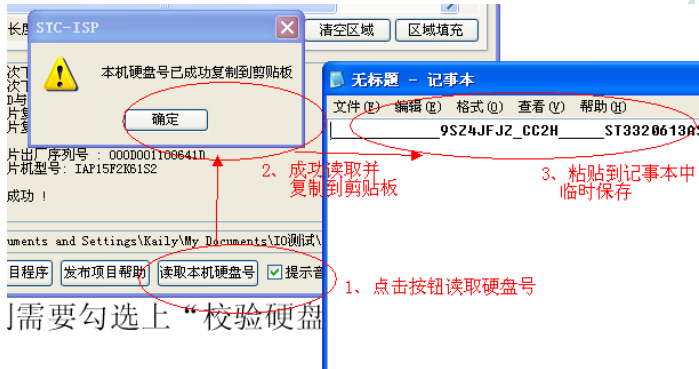 STC-ISP
清空区域 区域填充
本机硬盘号已成功复制到剪贴板
确定
片出厂序列号 : 000D001100641D
片机型号: IAP15F2K61S2
成功 !
uments and Settings\Kaily\My Documents\IO测试\
目程序 发布项目帮助 读取本机硬盘号 提示音
无标题 - 记事本
文件(F) 编辑(E) 格式(O) 查看(V) 帮助(H)
_________9SZ4JFJZ_CC2H____ST3320613AS
1、点击按钮读取硬盘号
2、成功读取并
复制到剪贴板
3、粘贴到记事本中
临时保存
需要勾选上“校验硬盘